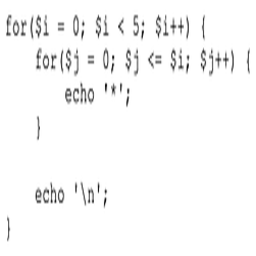 for($i = 0; $i < 5; $i++) {
    for($j = 0; $j <= $i; $j++) {
        echo '*';
    }

    echo '\n';
}